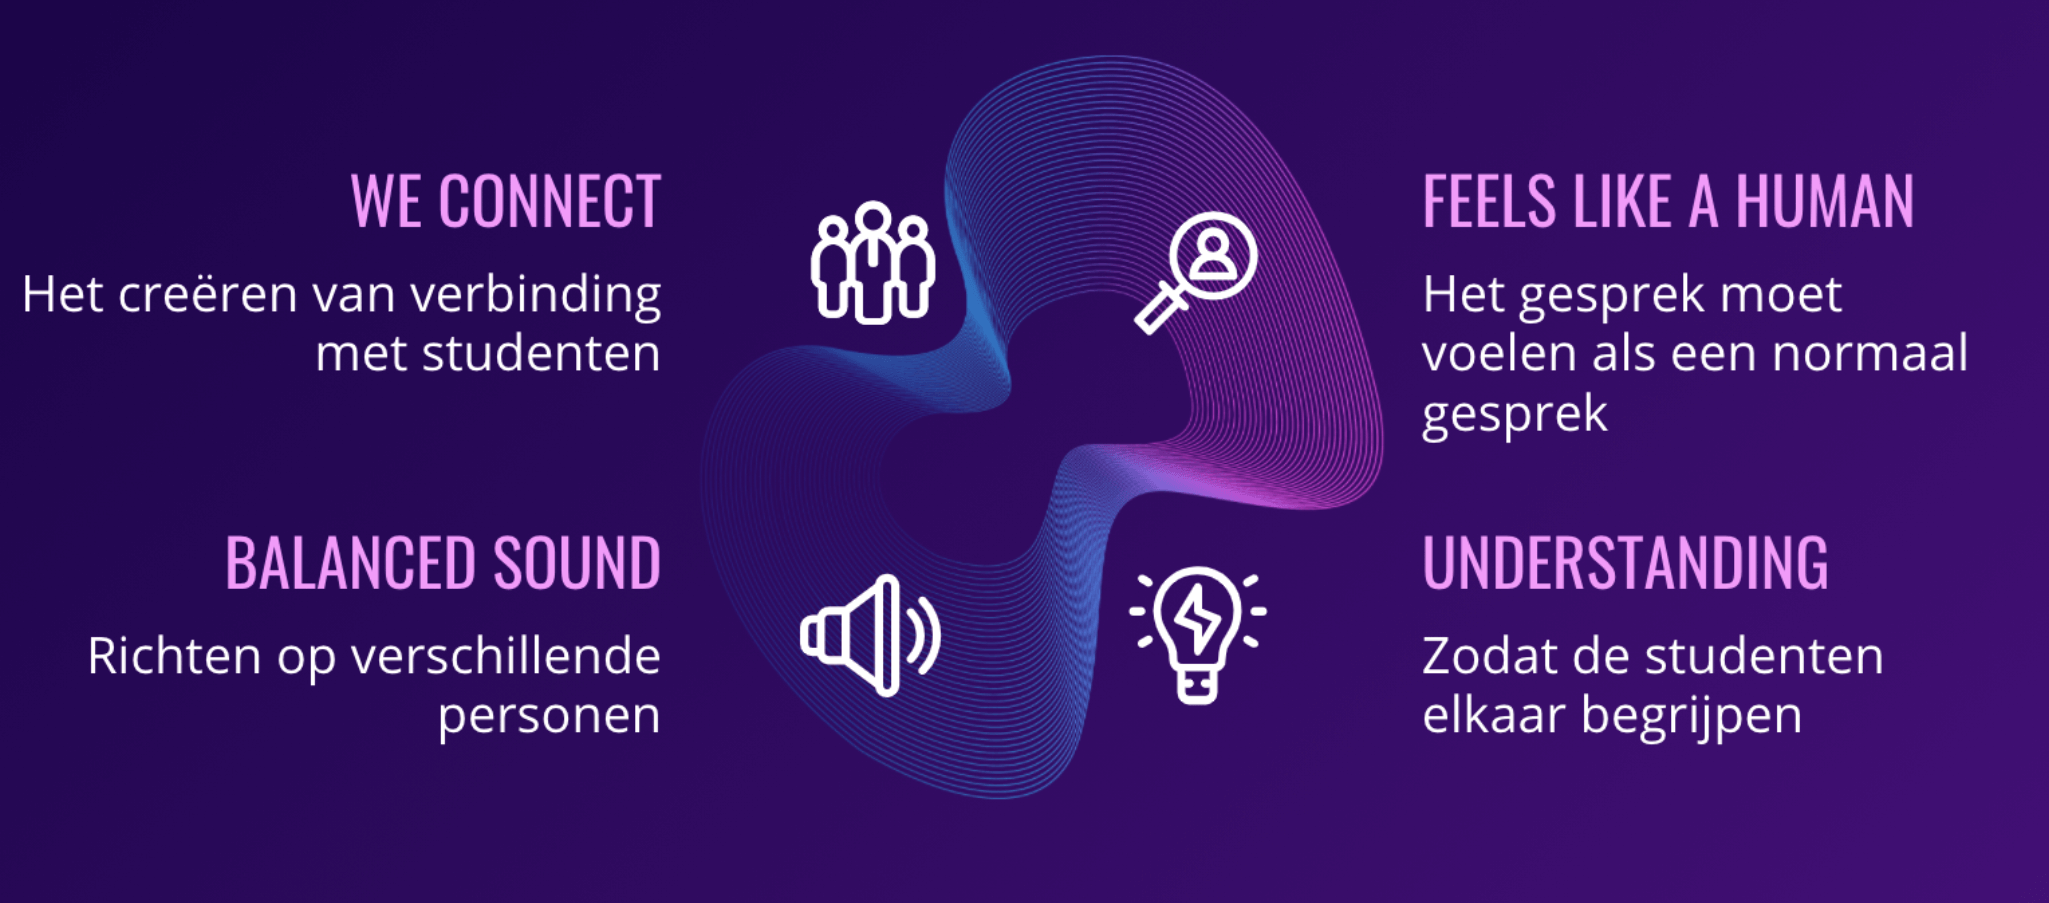 WE CONNECT
Het creëren van verbinding
met studenten
FEELS LIKE A HUMAN
Het gesprek moet
voelen als een normaal
gesprek
BALANCED SOUND
Richten op verschillende
personen
UNDERSTANDING
Zodat de studenten
elkaar begrijpen